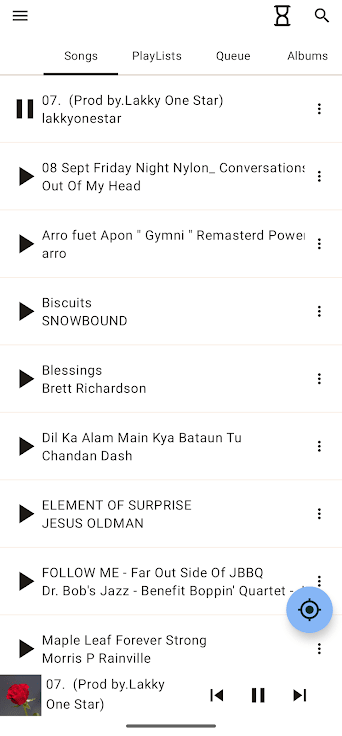 Songs PlayLists Queue Albums
07.  (Prod by.Lakky One Star)
lakkyonestar
08 Sept Friday Night Nylon_ Conversations
Out Of My Head
Arro fuet Apon " Gymni " Remasterd Power
arro
Biscuits
SNOWBOUND
Blessings
Brett Richardson
Dil Ka Alam Main Kya Bataun Tu
Chandan Dash
ELEMENT OF SURPRISE
JESUS OLDMAN
FOLLOW ME - Far Out Side Of JBBQ
Dr. Bob's Jazz - Benefit Boppin' Quartet -
Maple Leaf Forever Strong
Morris P Rainville
07.  (Prod by.Lakky
One Star)